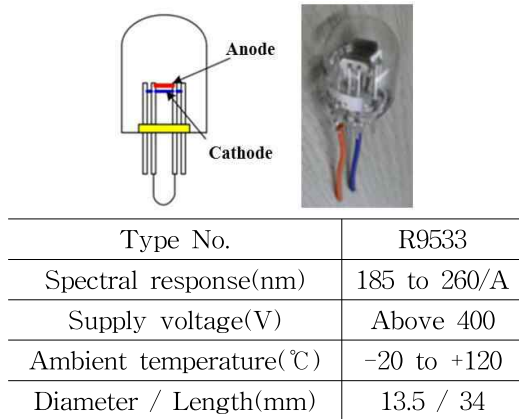 Anode
Cathode
Type No. R9533
Spectral response(nm) 185 to 260/A
Supply voltage(V) Above 400
Ambient temperature(℃) -20 to +120
Diameter / Length(mm) 13.5 / 34